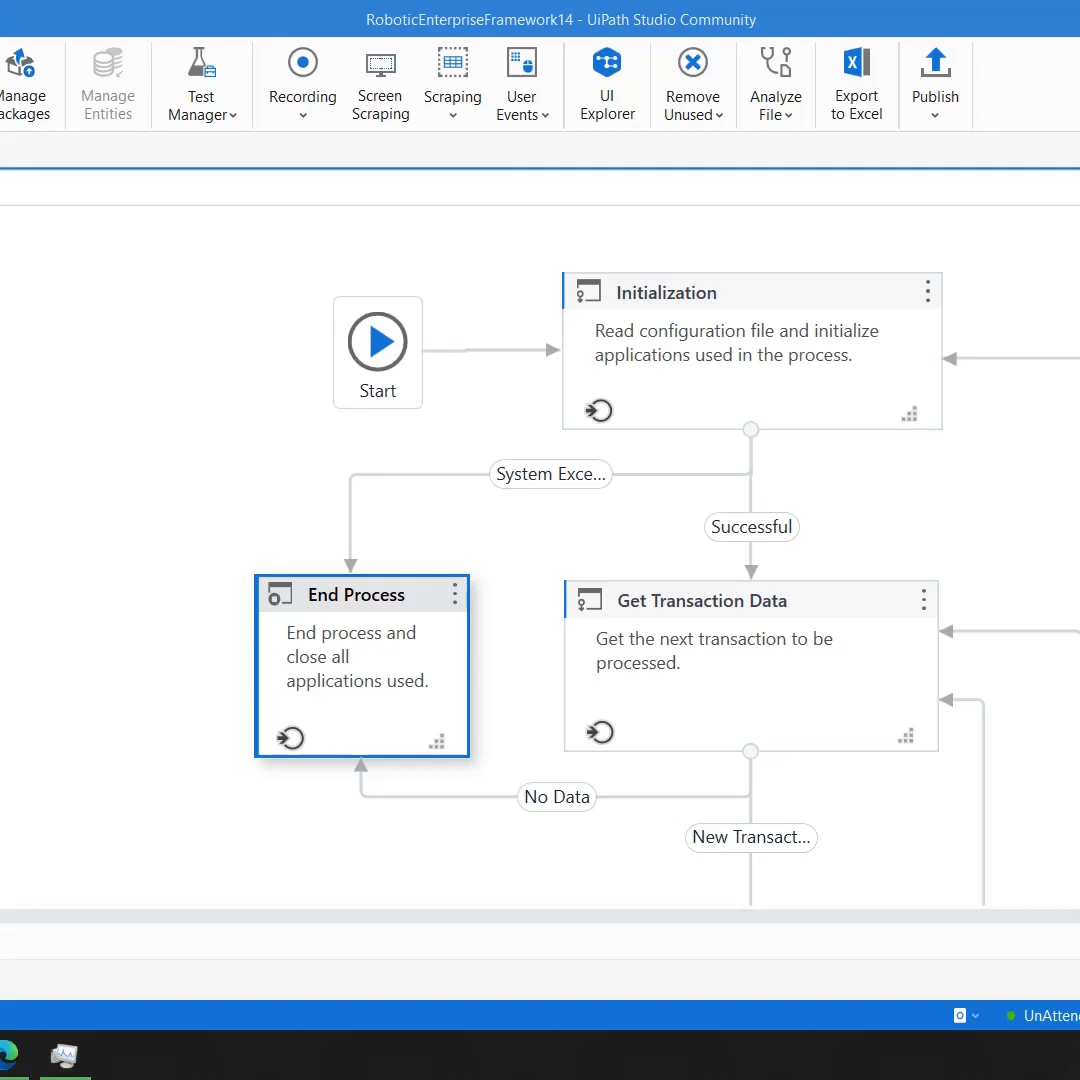 RoboticEnterpriseFramework14 - UiPath Studio Community
Manage
Packages
Manage
Entities
Test
Manager
Recording
Screen
Scraping
Scraping
User
Events
UI
Explorer
Remove
Unused
Analyze
File
Export
to Excel
Publish
Start
Initialization
Read configuration file and initialize
applications used in the process.
System Exce...
Successful
End Process
End process and
close all
applications used.
Get Transaction Data
Get the next transaction to be
processed.
No Data
New Transact...
UnAtten